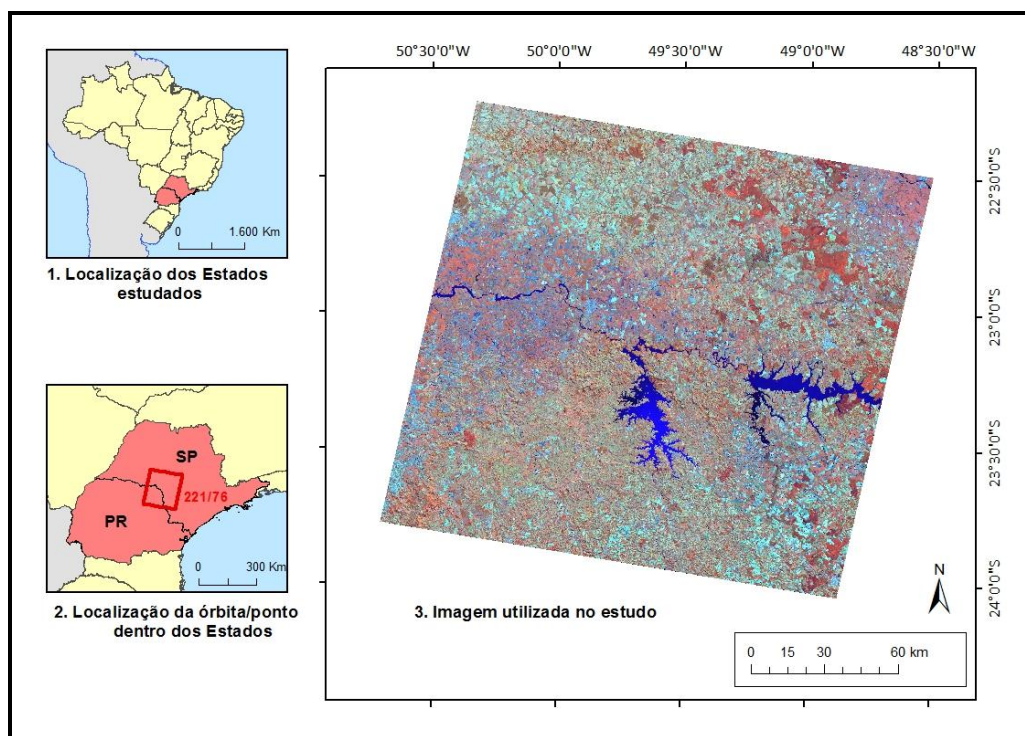 0 1.600 Km
1. Localização dos Estados
estudados
SP
221/76
PR
0 300 Km
2. Localização da órbita/ponto
dentro dos Estados
50°30'0"W 50°0'0"W 49°30'0"W 49°0'0"W 48°30'0"W
22°30'0"S
23°0'0"S
23°30'0"S
24°0'0"S
3. Imagem utilizada no estudo
N
0 15 30 60 km